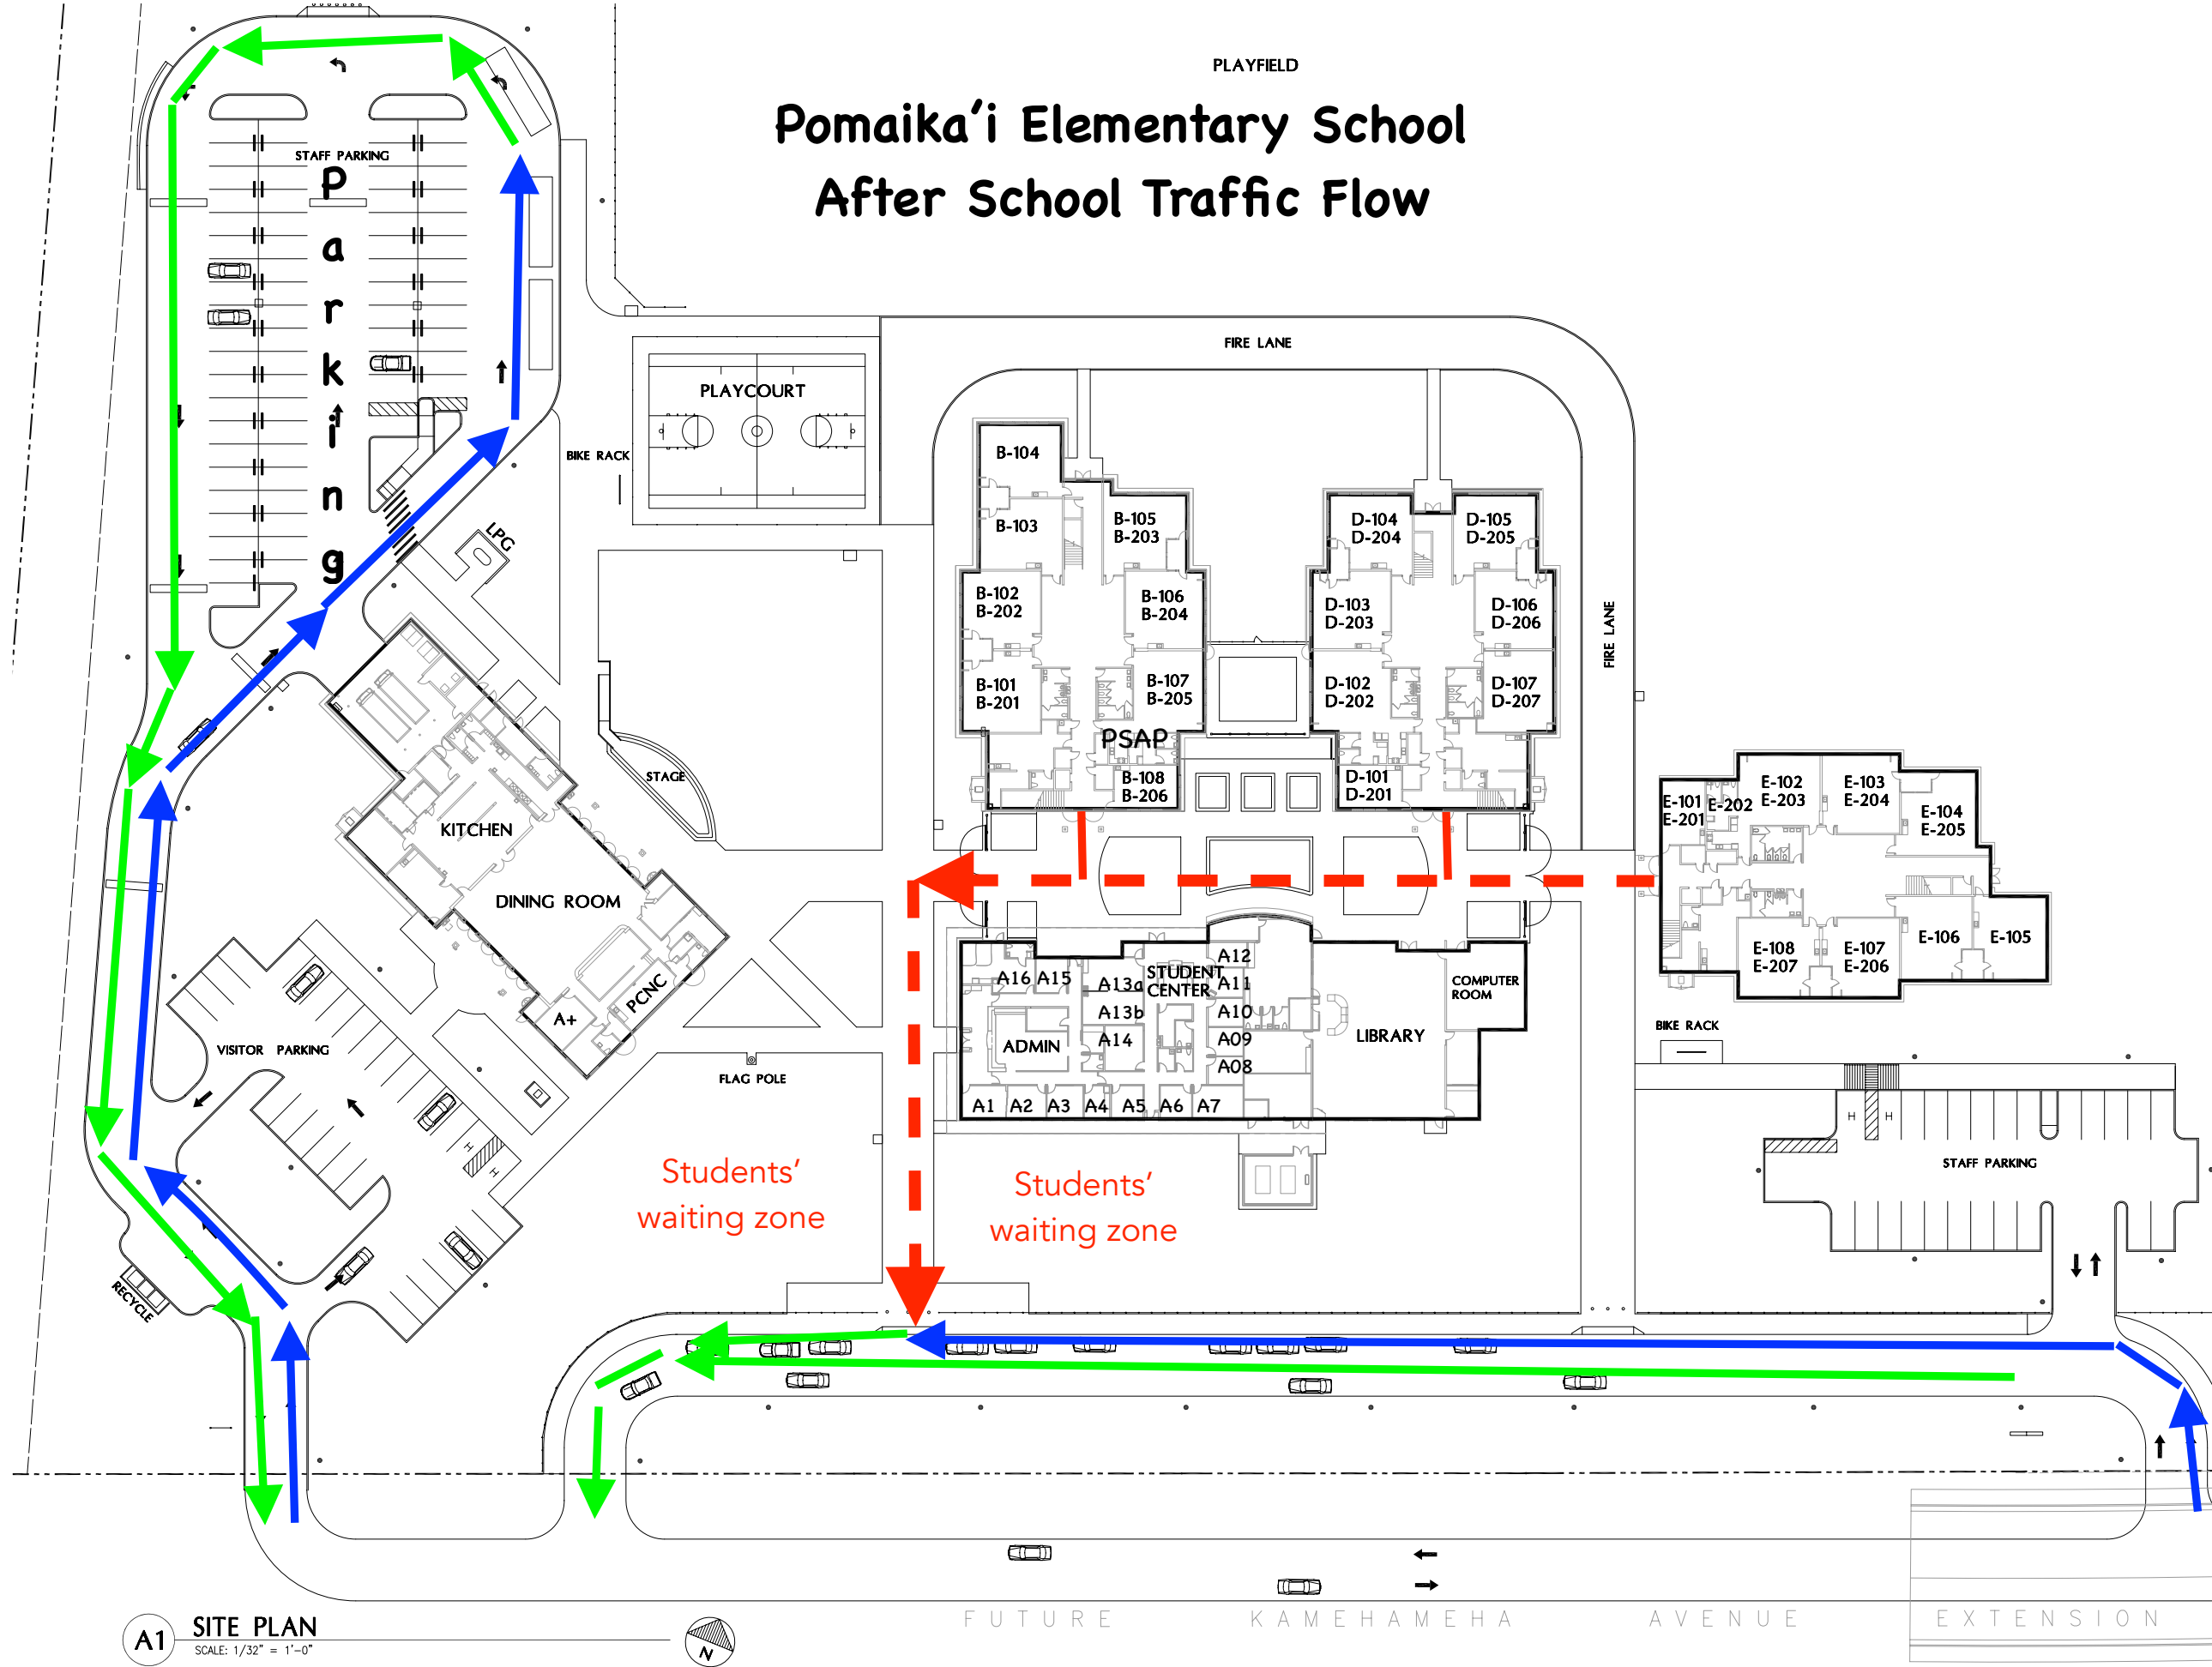 PLAYFIELD
Pomaika'i Elementary School
After School Traffic Flow
STAFF PARKING
P
a
r
k
i
n
g
FIRE LANE
PLAYCOURT
BIKE RACK
LPG
FIRE LANE
B-104
B-103
B-105
B-203
B-102
B-202
B-106
B-204
B-101
B-201
B-107
B-205
PSAP
B-108
B-206
D-104
D-204
D-105
D-205
D-103
D-203
D-106
D-206
D-102
D-202
D-107
D-207
D-101
D-201
E-101
E-201
E-202
E-102
E-203
E-103
E-204
E-104
E-205
E-108
E-207
E-107
E-206
E-106
E-105
STAGE
KITCHEN
DINING ROOM
PCNC
A+
A16
A15
A13a
A13b
A14
STUDENT
CENTER
A12
A11
A10
A09
A08
ADMIN
A1
A2
A3
A4
A5
A6
A7
LIBRARY
COMPUTER
ROOM
BIKE RACK
VISITOR PARKING
FLAG POLE
H
H
H
H
STAFF PARKING
Students'
waiting zone
Students'
waiting zone
RECYCLE
A1
SITE PLAN
SCALE: 1/32" = 1'-0"
N
FUTURE KAMEHAMEHA AVENUE EXTENSION